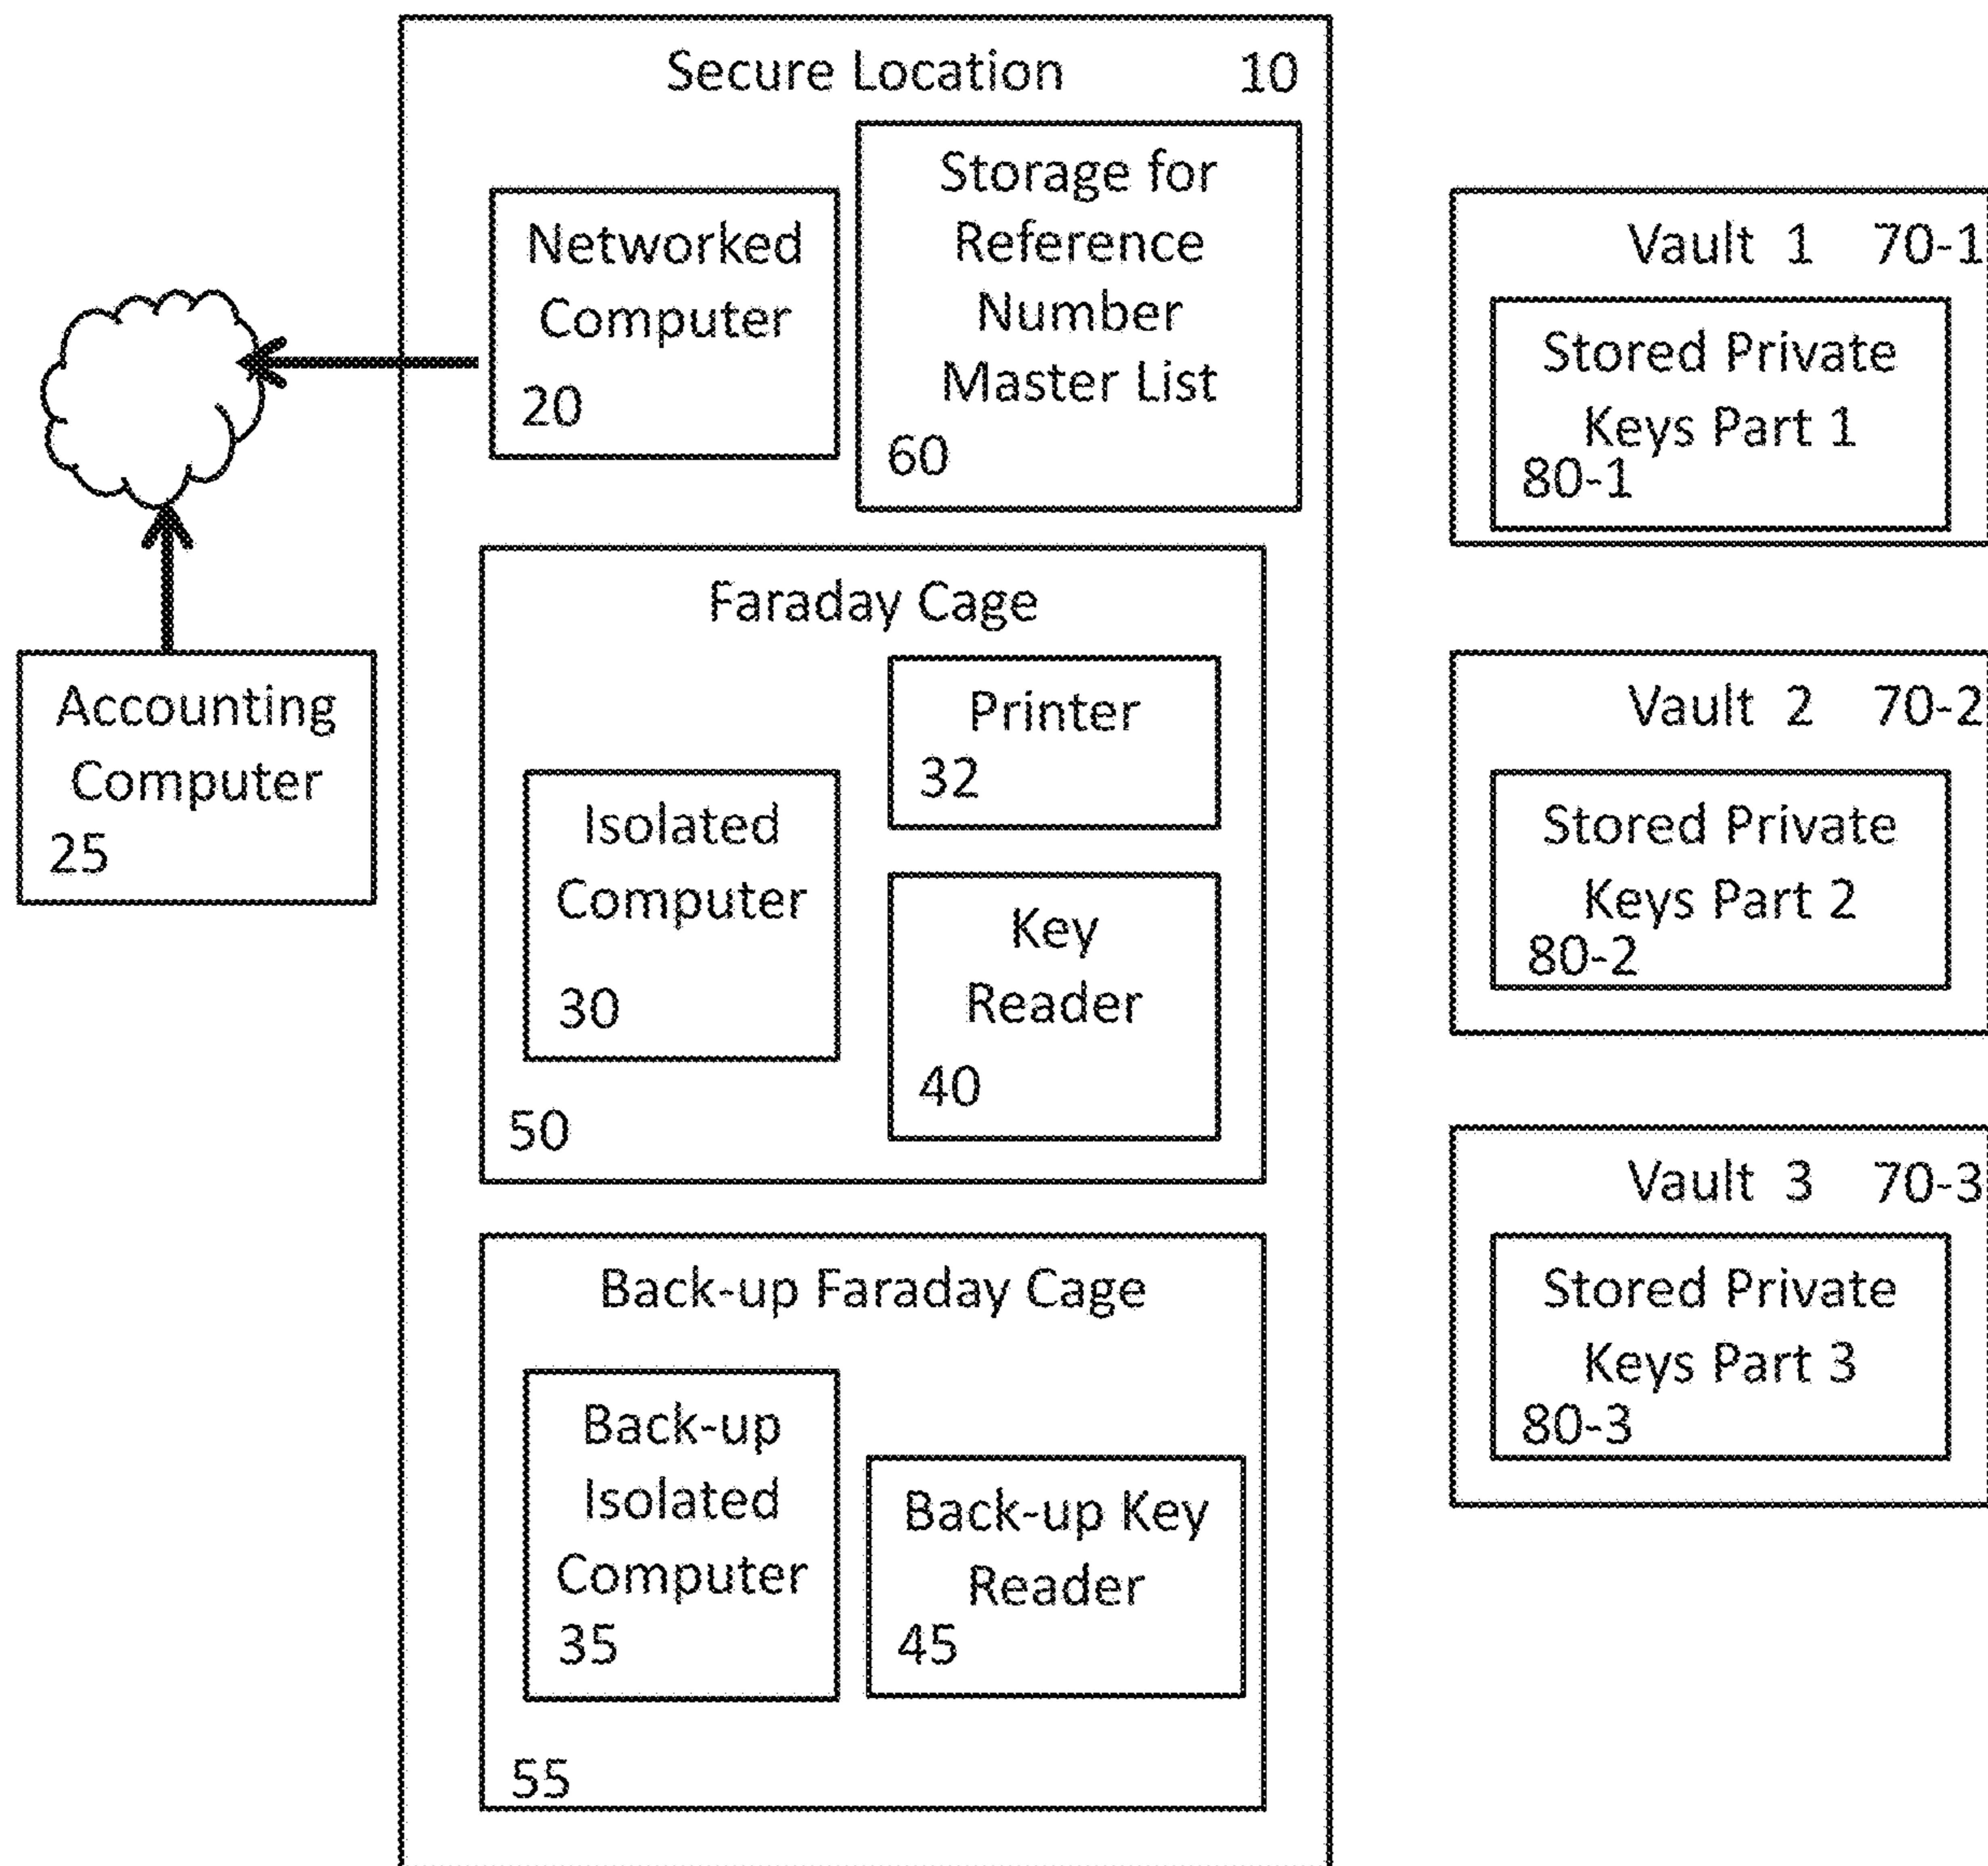 Secure Location 10
Networked
Computer
20
Storage for
Reference
Number
Master List
60
Accounting
Computer
25
Faraday Cage
Printer
32
Isolated
Computer
30
Key
Reader
40
50
Back-up Faraday Cage
Back-up
Isolated
Computer
35
Back-up Key
Reader
45
55
Vault 1 70-1
Stored Private
Keys Part 1
80-1
Vault 2 70-2
Stored Private
Keys Part 2
80-2
Vault 3 70-3
Stored Private
Keys Part 3
80-3